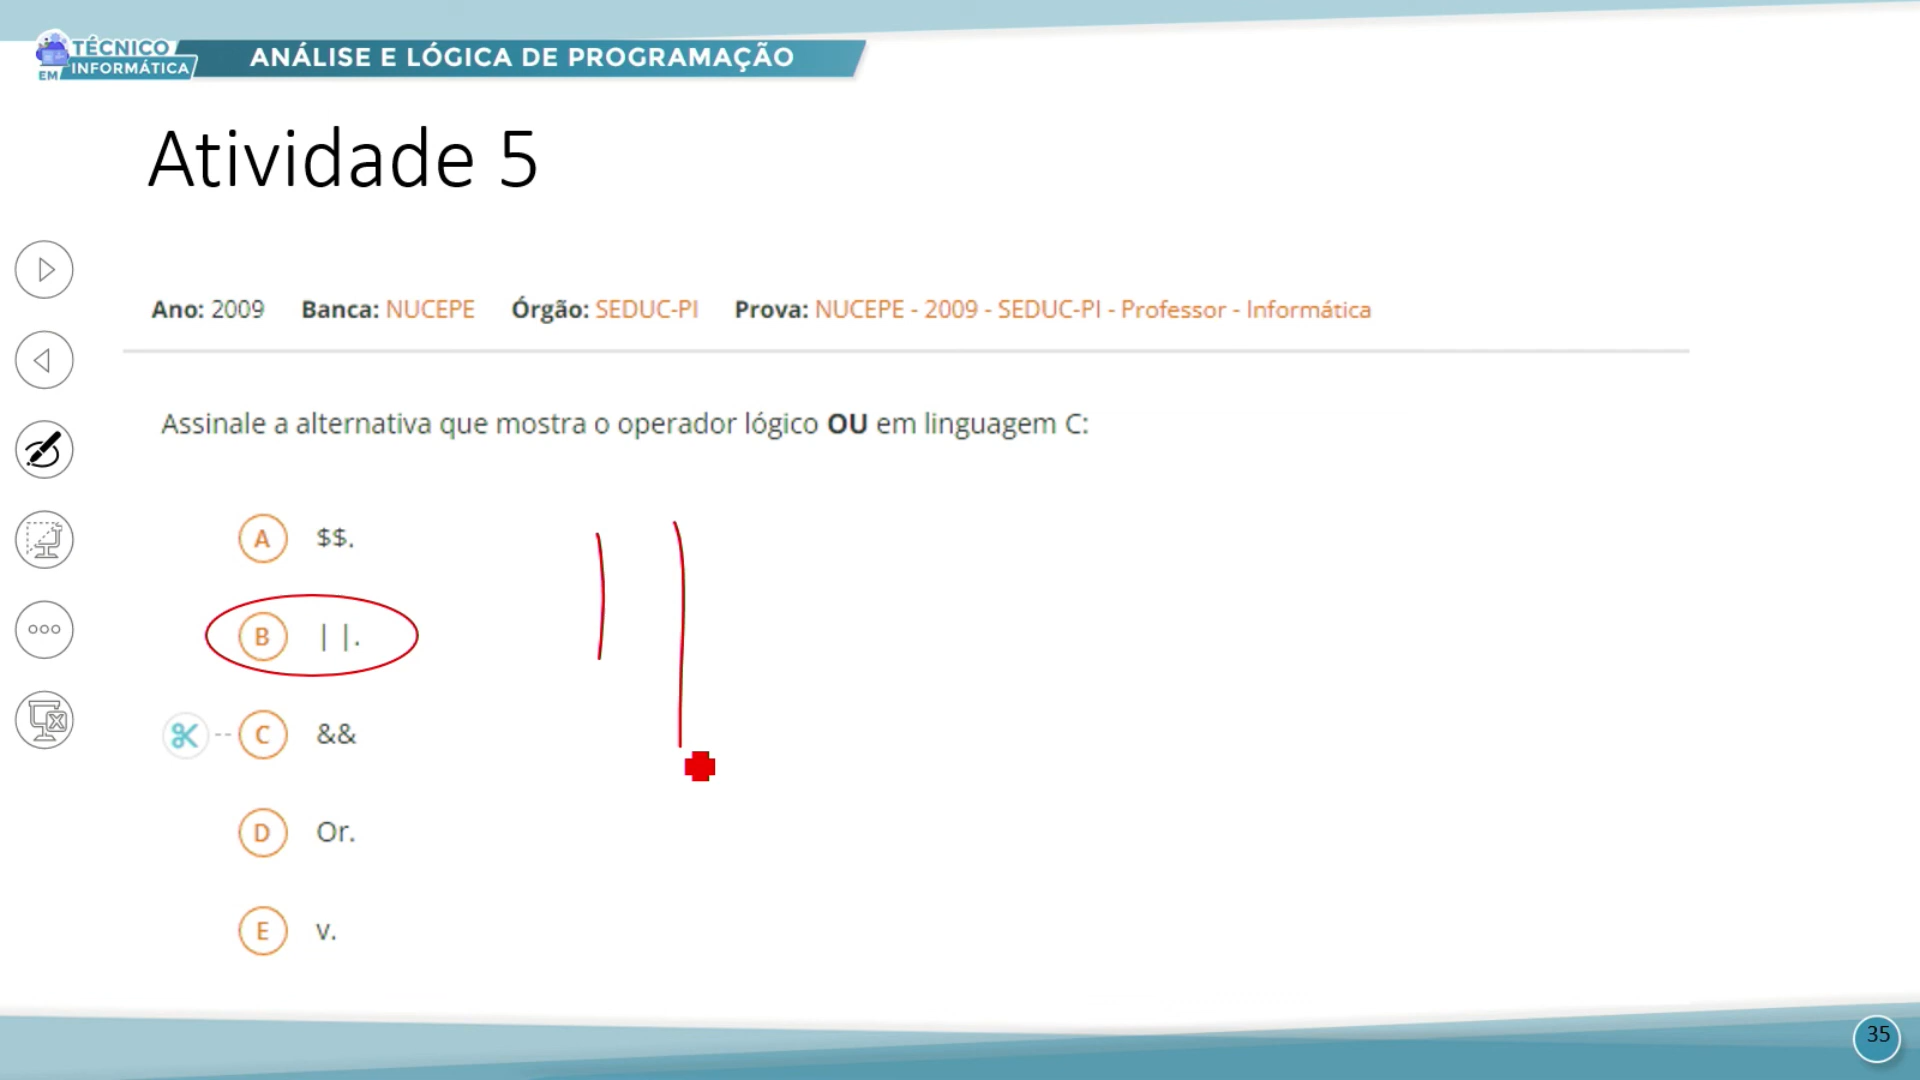 TÉCNICO
EM INFORMÁTICA
ANÁLISE E LÓGICA DE PROGRAMAÇÃO
Atividade 5
Ano: 2009 Banca: NUCEPE Órgão: SEDUC-PI Prova: NUCEPE - 2009 - SEDUC-PI - Professor - Informática
Assinale a alternativa que mostra o operador lógico OU em linguagem C:
A $$.
B | |.
C &&
D Or.
E v.
35